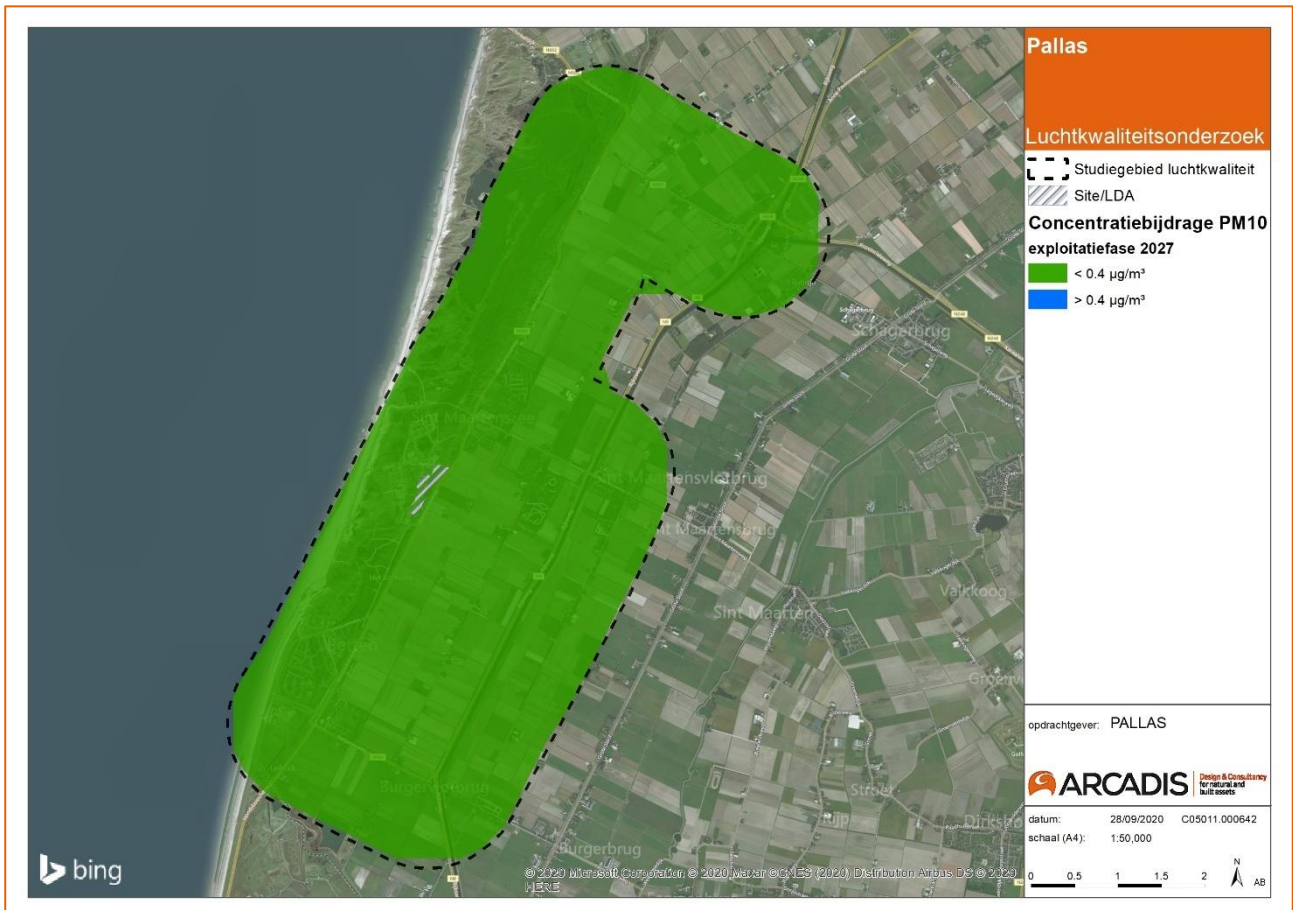 Pallas
Luchtkwaliteitsonderzoek
Studiegebied luchtkwaliteit
Site/LDA
Concentratiebijdrage PM10
exploitatiefase 2027
< 0.4 µg/m³
> 0.4 µg/m³
Schagerbrug
Schagerbrug
Sint Maartensvlotbrug
Sint Maartensbrug
Sint Maarten
Valkkoog
Stroet
Rijp
Burgerbrug
opdrachtgever: PALLAS
ARCADIS
Design & Consultancy
for natural and
built assets
datum: 28/09/2020 C05011.000642
schaal (A4): 1:50,000
N
0 0.5 1 1.5 2
AB
bing
© 2020 Microsoft Corporation © 2020 Maxar ©CNES (2020) Distribution Airbus DS © 2020
HERE